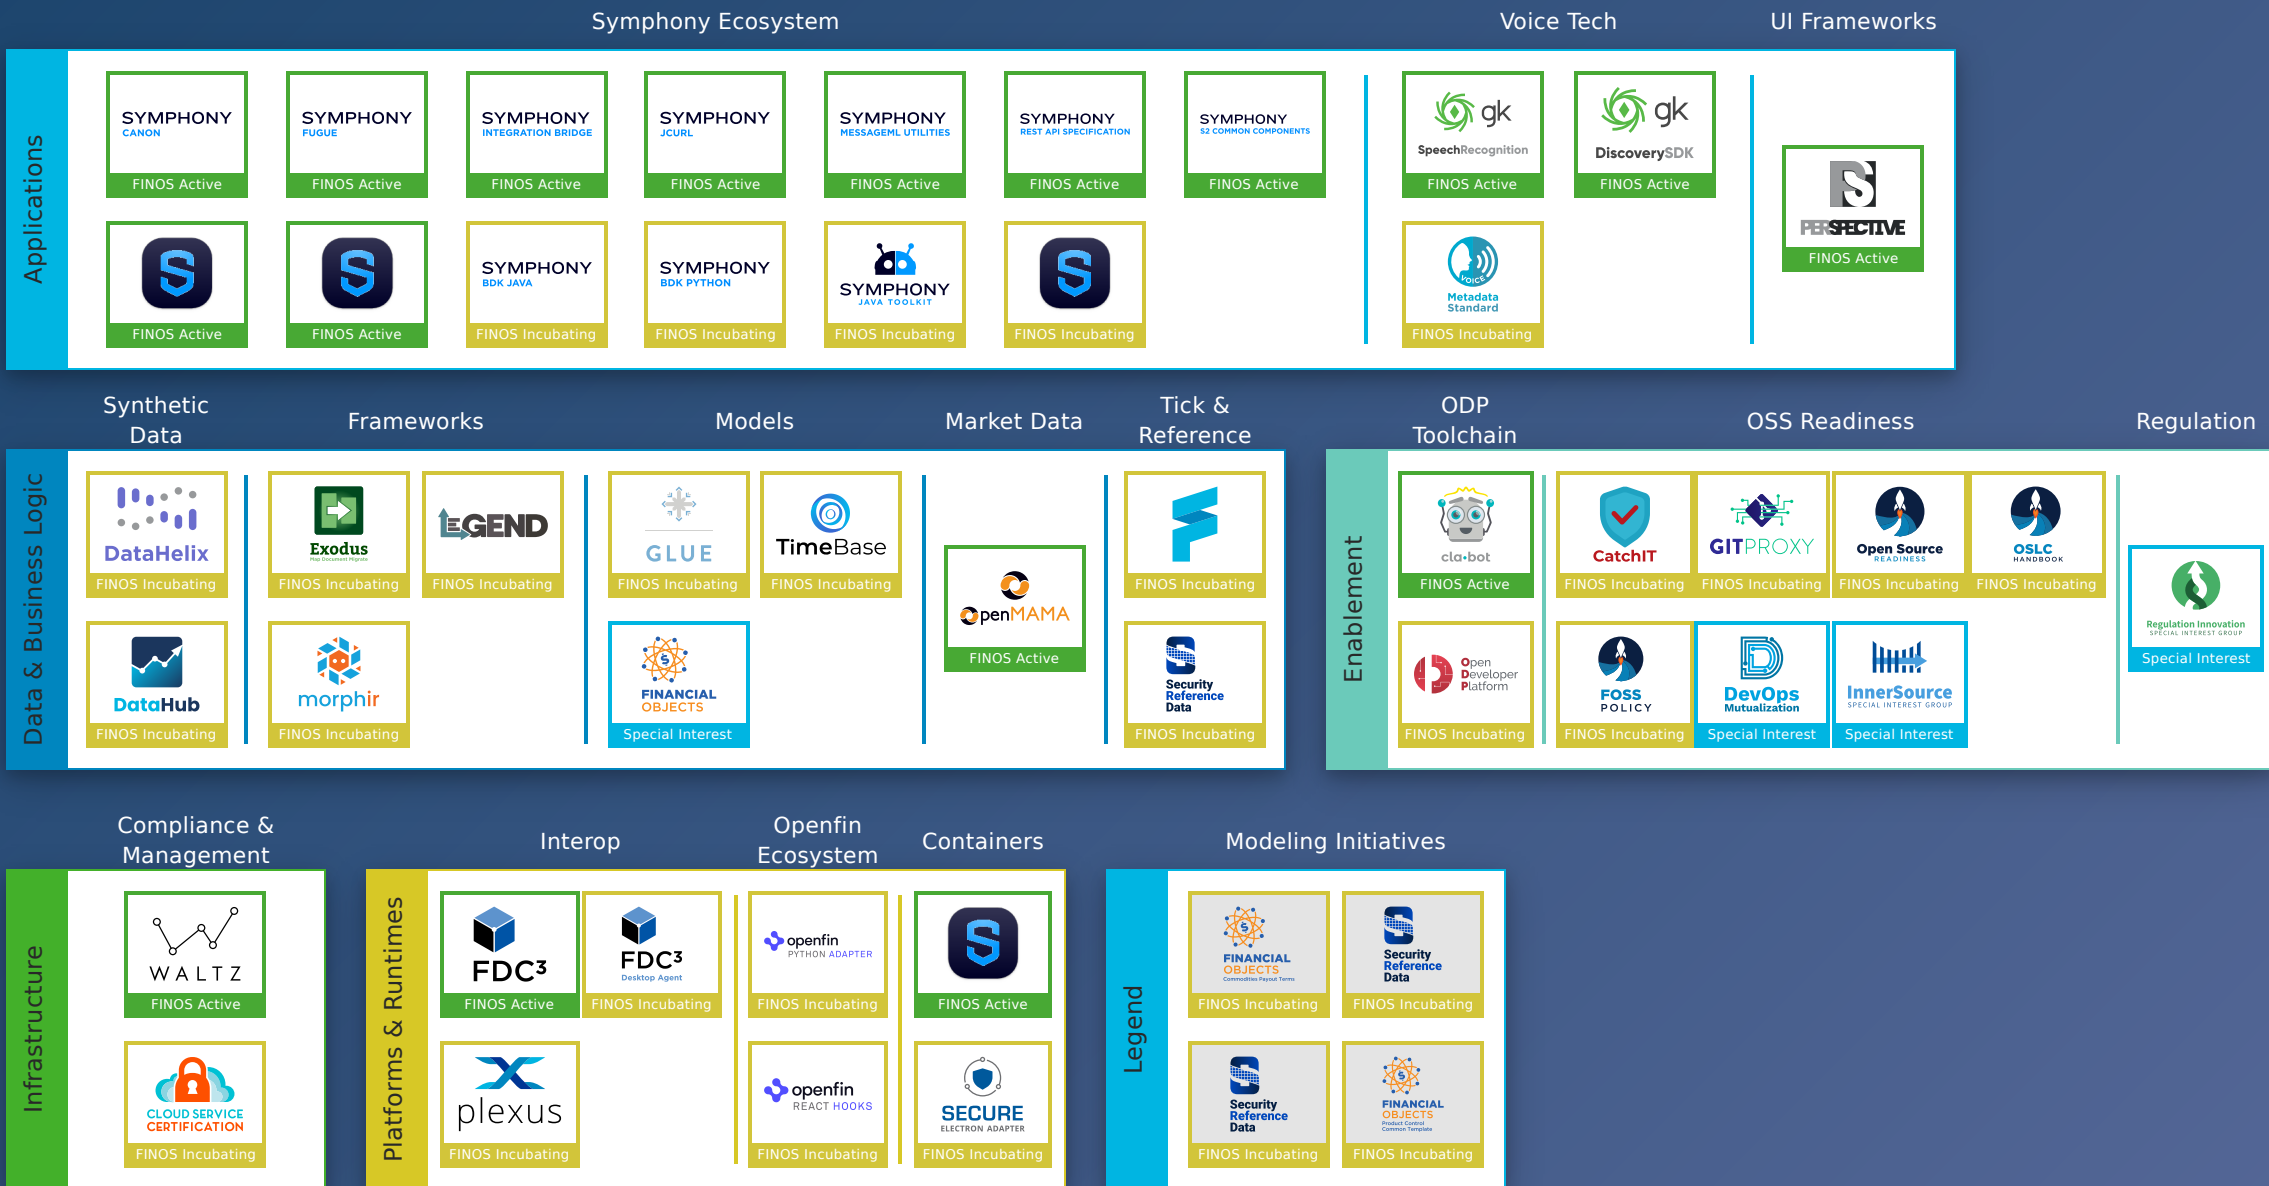 Symphony Ecosystem
Voice Tech
UI Frameworks
Applications
SYMPHONY
CANON
FINOS Active
SYMPHONY
FUGUE
FINOS Active
SYMPHONY
INTEGRATION BRIDGE
FINOS Active
SYMPHONY
JCURL
FINOS Active
SYMPHONY
MESSAGEML UTILITIES
FINOS Active
SYMPHONY
REST API SPECIFICATION
FINOS Active
SYMPHONY
S2 COMMON COMPONENTS
FINOS Active
gk
SpeechRecognition
FINOS Active
gk
DiscoverySDK
FINOS Active
PERSPECTIVE
FINOS Active
FINOS Active
FINOS Active
SYMPHONY
BDK JAVA
FINOS Incubating
SYMPHONY
BDK PYTHON
FINOS Incubating
SYMPHONY
JAVA TOOLKIT
FINOS Incubating
FINOS Incubating
VOICE
Metadata
Standard
FINOS Incubating
Synthetic
Data
Frameworks
Models
Market Data
Tick &
Reference
Data & Business Logic
DataHelix
FINOS Incubating
Exodus
Map Document Migrate
FINOS Incubating
LEGEND
FINOS Incubating
GLUE
FINOS Incubating
TimeBase
FINOS Incubating
OpenMAMA
FINOS Active
FINOS Incubating
DataHub
FINOS Incubating
morphir
FINOS Incubating
FINANCIAL
OBJECTS
Special Interest
Security
Reference
Data
FINOS Incubating
ODP
Toolchain
OSS Readiness
Regulation
Enablement
cla•bot
FINOS Active
CatchIT
FINOS Incubating
GITPROXY
FINOS Incubating
Open Source
READINESS
FINOS Incubating
OSLC
HANDBOOK
FINOS Incubating
Regulation Innovation
SPECIAL INTEREST GROUP
Special Interest
Open
Developer
Platform
FINOS Incubating
FOSS
POLICY
FINOS Incubating
DevOps
Mutualization
Special Interest
InnerSource
SPECIAL INTEREST GROUP
Special Interest
Compliance &
Management
Infrastructure
WALTZ
FINOS Active
CLOUD SERVICE
CERTIFICATION
FINOS Incubating
Interop
Openfin
Ecosystem
Containers
Platforms & Runtimes
FDC³
FINOS Active
FDC³
Desktop Agent
FINOS Incubating
openfin
PYTHON ADAPTER
FINOS Incubating
FINOS Active
plexus
FINOS Incubating
openfin
REACT HOOKS
FINOS Incubating
SECURE
ELECTRON ADAPTER
FINOS Incubating
Modeling Initiatives
Legend
FINANCIAL
OBJECTS
Commodities Payout Terms
FINOS Incubating
Security
Reference
Data
FINOS Incubating
Security
Reference
Data
FINOS Incubating
FINANCIAL
OBJECTS
Product Control
Common Template
FINOS Incubating